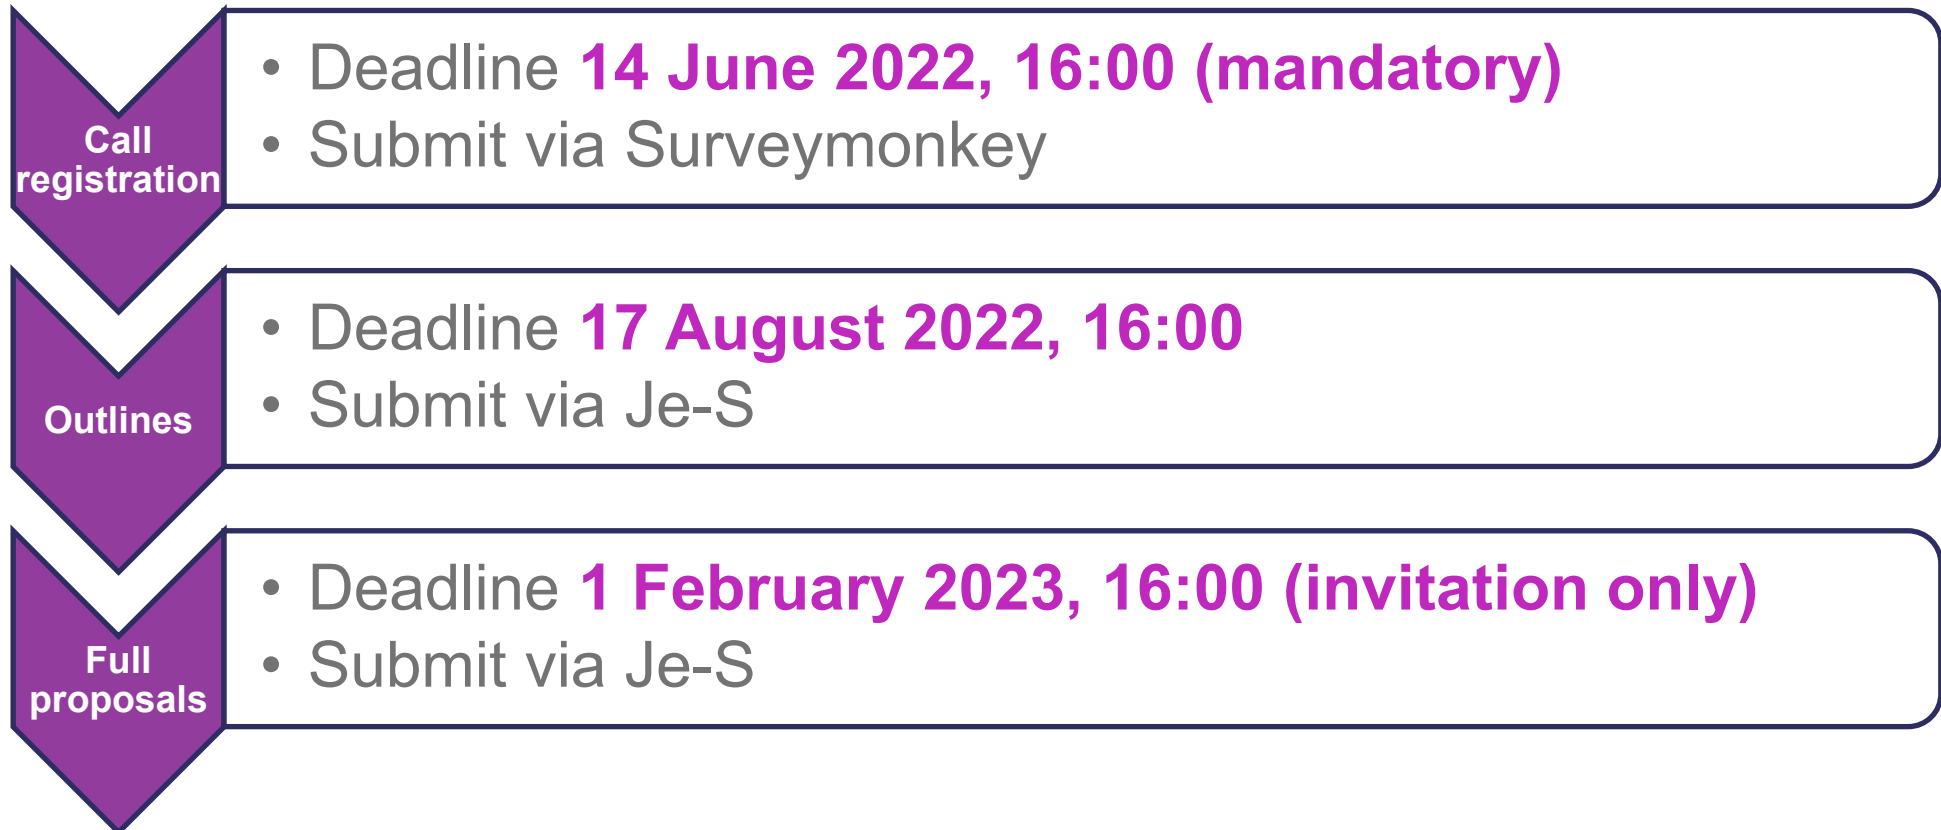 Call
registration
• Deadline 14 June 2022, 16:00 (mandatory)
• Submit via Surveymonkey
Outlines
• Deadline 17 August 2022, 16:00
• Submit via Je-S
Full
proposals
• Deadline 1 February 2023, 16:00 (invitation only)
• Submit via Je-S